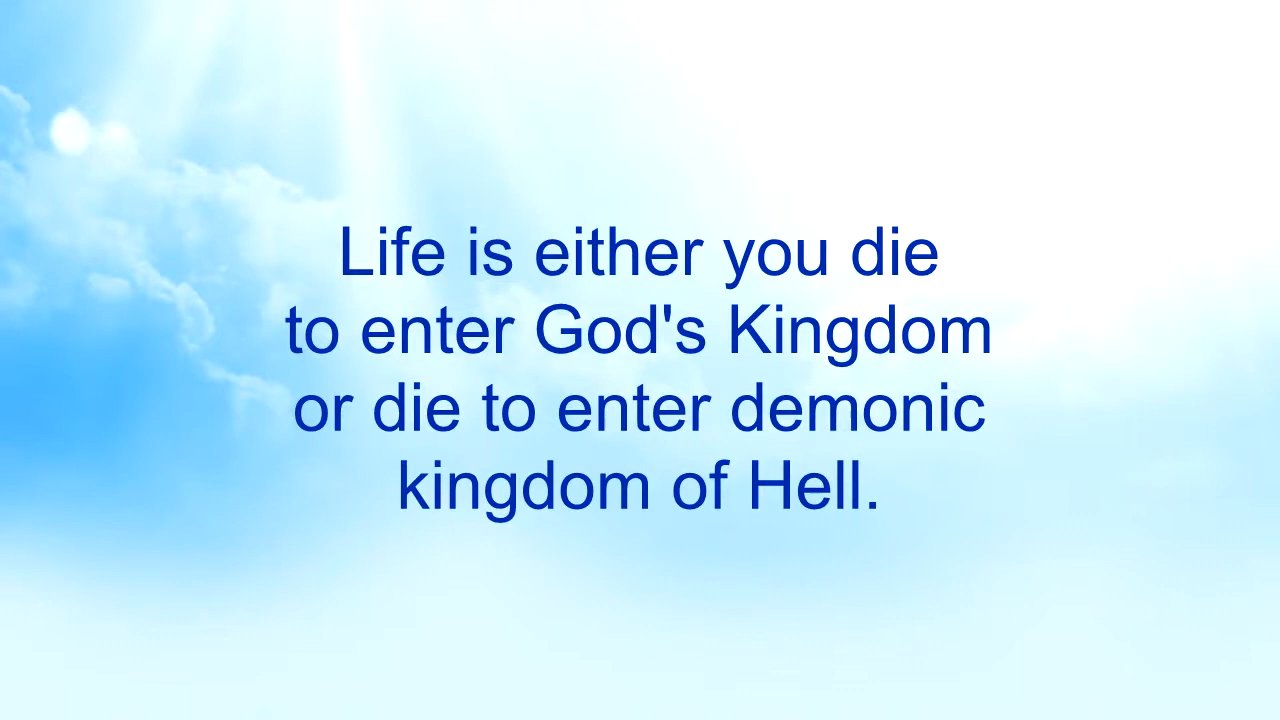 Life is either you die
to enter God's Kingdom
or die to enter demonic
kingdom of Hell.